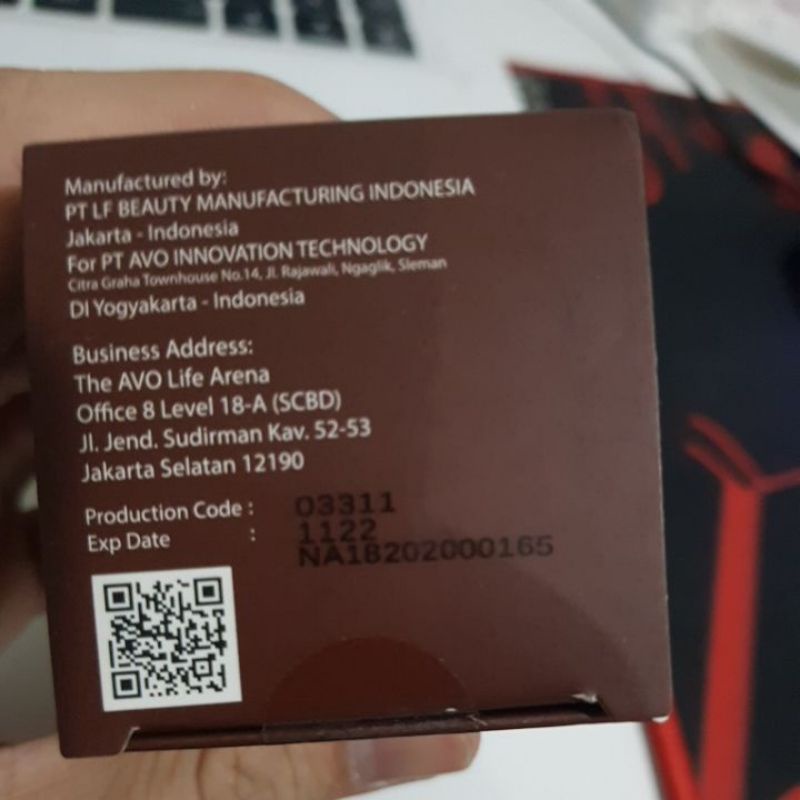 Manufactured by:
PT LF BEAUTY MANUFACTURING INDONESIA
Jakarta - Indonesia
For PT AVO INNOVATION TECHNOLOGY
Citra Graha Townhouse No.14, Jl. Rajawali, Ngaglik, Sleman
DI Yogyakarta - Indonesia
Business Address:
The AVO Life Arena
Office 8 Level 18-A (SCBD)
Jl. Jend. Sudirman Kav. 52-53
Jakarta Selatan 12190
Production Code : 03311
Exp Date : 1122
NA18202000165